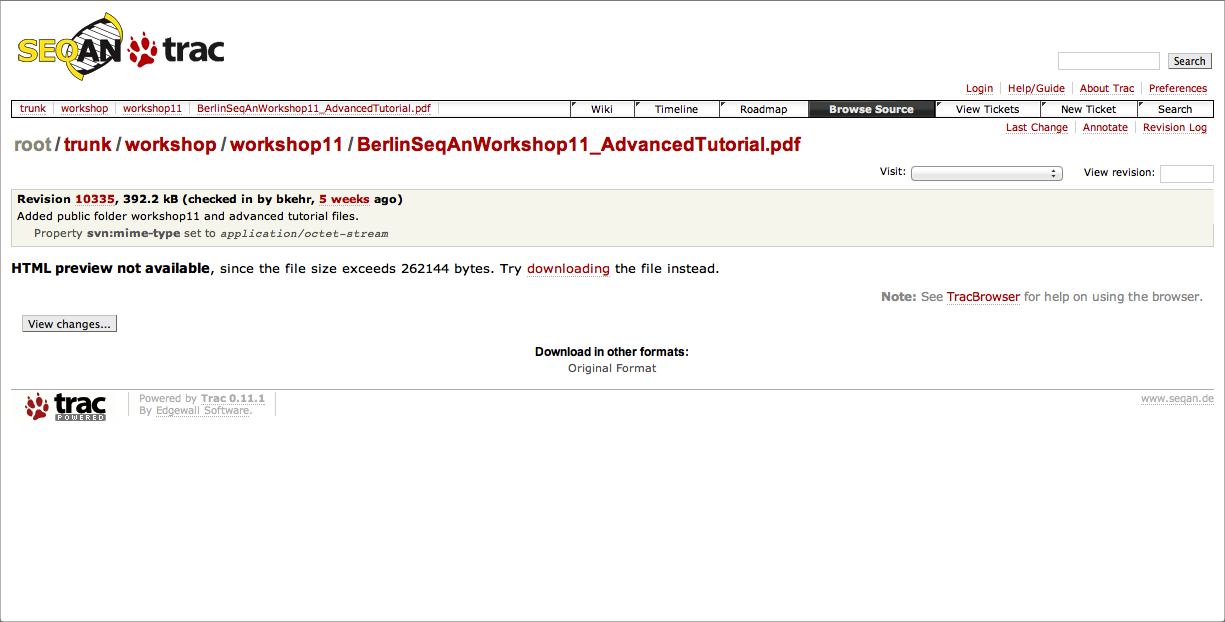 SEQAN trac
Search
Login Help/Guide About Trac Preferences
trunk workshop workshop11 BerlinSeqAnWorkshop11_AdvancedTutorial.pdf Wiki Timeline Roadmap Browse Source View Tickets New Ticket Search
Last Change Annotate Revision Log
root/trunk/workshop/workshop11/BerlinSeqAnWorkshop11_AdvancedTutorial.pdf
Visit: View revision:
Revision 10335, 392.2 kB (checked in by bkehr, 5 weeks ago)
Added public folder workshop11 and advanced tutorial files.
Property svn:mime-type set to application/octet-stream
HTML preview not available, since the file size exceeds 262144 bytes. Try downloading the file instead.
Note: See TracBrowser for help on using the browser.
View changes...
Download in other formats:
Original Format
trac POWERED
Powered by Trac 0.11.1
By Edgewall Software.
www.seqan.de